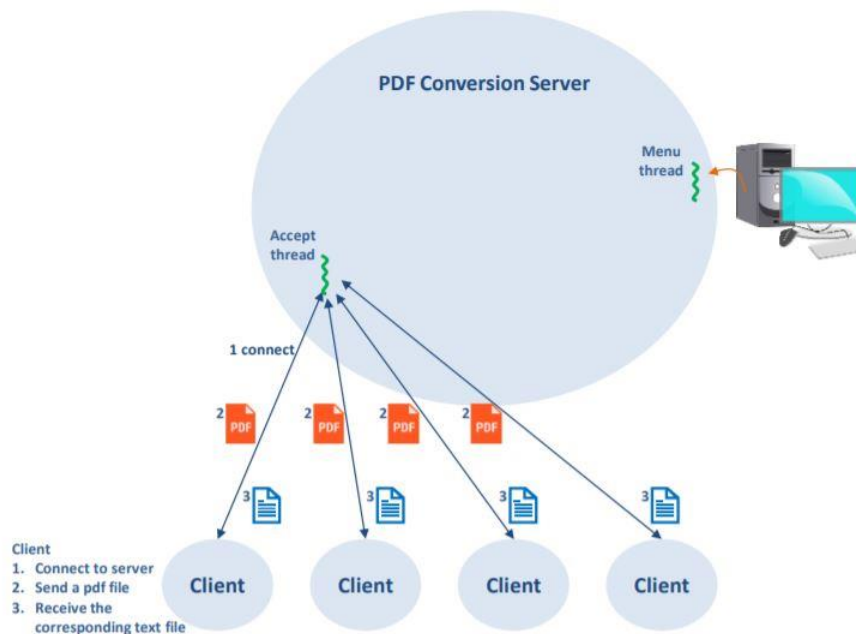 PDF Conversion Server
Menu
thread
Accept
thread
1 connect
2 PDF
2 PDF
2 PDF
2 PDF
3
3
3
3
Client
1. Connect to server
2. Send a pdf file
3. Receive the
corresponding text file
Client
Client
Client
Client